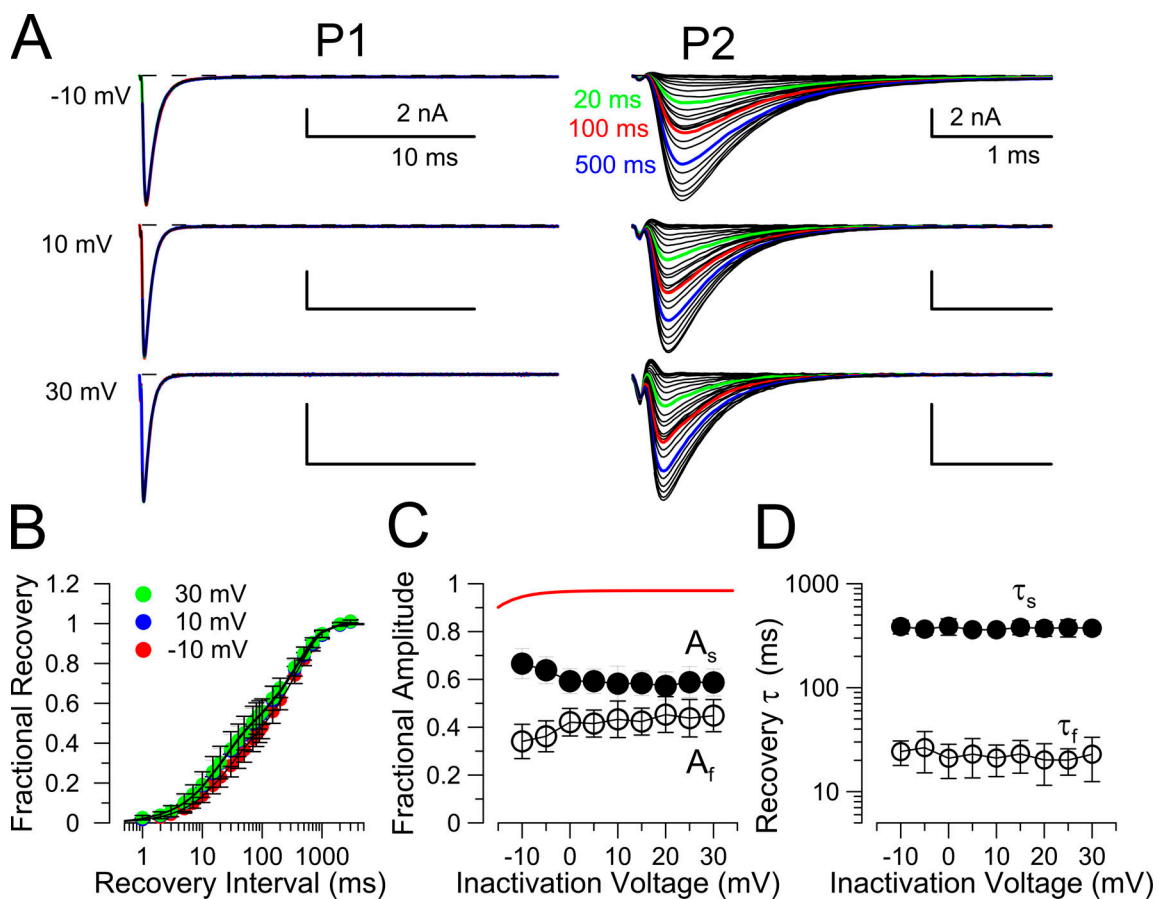 A
P1
P2
-10 mV
2 nA
10 ms
20 ms
100 ms
500 ms
2 nA
1 ms
10 mV
30 mV
B
Fractional Recovery
1.2
1
0.8
0.6
0.4
0.2
0
30 mV
10 mV
-10 mV
1 10 100 1000
Recovery Interval (ms)
C
Fractional Amplitude
1
0.8
0.6
0.4
0.2
0
As
Af
-10 0 10 20 30
Inactivation Voltage (mV)
D
Recovery τ (ms)
1000
100
10
τs
τf
-10 0 10 20 30
Inactivation Voltage (mV)